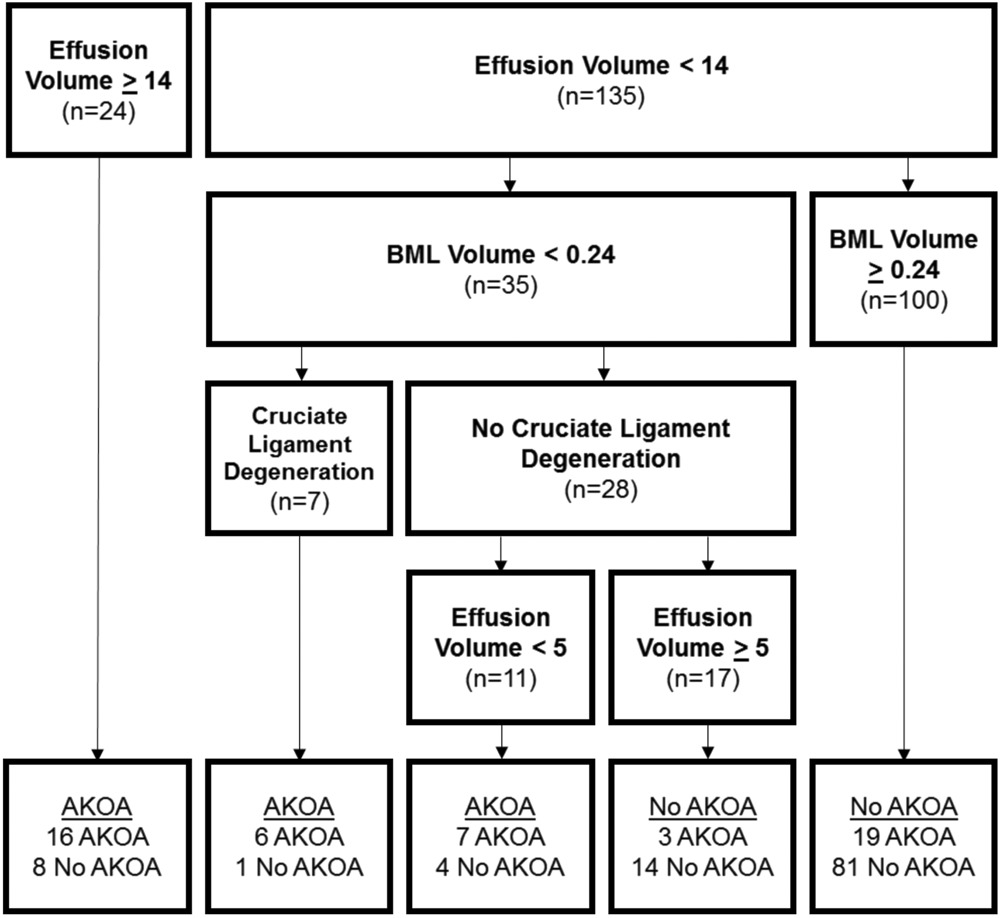 Effusion
Volume ≥ 14
(n=24)
Effusion Volume < 14
(n=135)
BML Volume < 0.24
(n=35)
BML Volume
≥ 0.24
(n=100)
Cruciate
Ligament
Degeneration
(n=7)
No Cruciate Ligament
Degeneration
(n=28)
Effusion
Volume < 5
(n=11)
Effusion
Volume ≥ 5
(n=17)
AKOA
16 AKOA
8 No AKOA
AKOA
6 AKOA
1 No AKOA
AKOA
7 AKOA
4 No AKOA
No AKOA
3 AKOA
14 No AKOA
No AKOA
19 AKOA
81 No AKOA